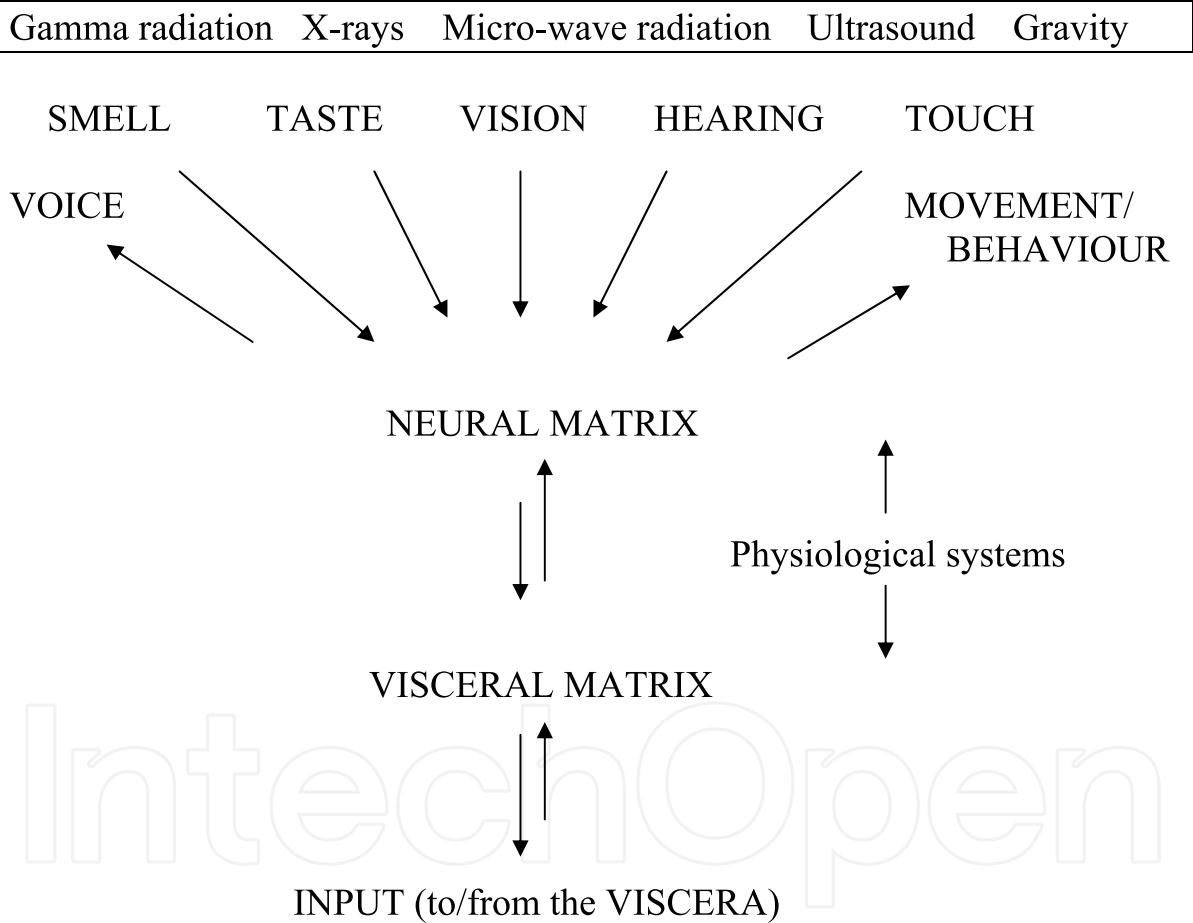 Gamma radiation X-rays Micro-wave radiation Ultrasound Gravity
SMELL TASTE VISION HEARING TOUCH
VOICE
MOVEMENT/
BEHAVIOUR
NEURAL MATRIX
Physiological systems
VISCERAL MATRIX
IntechOpen
INPUT (to/from the VISCERA)